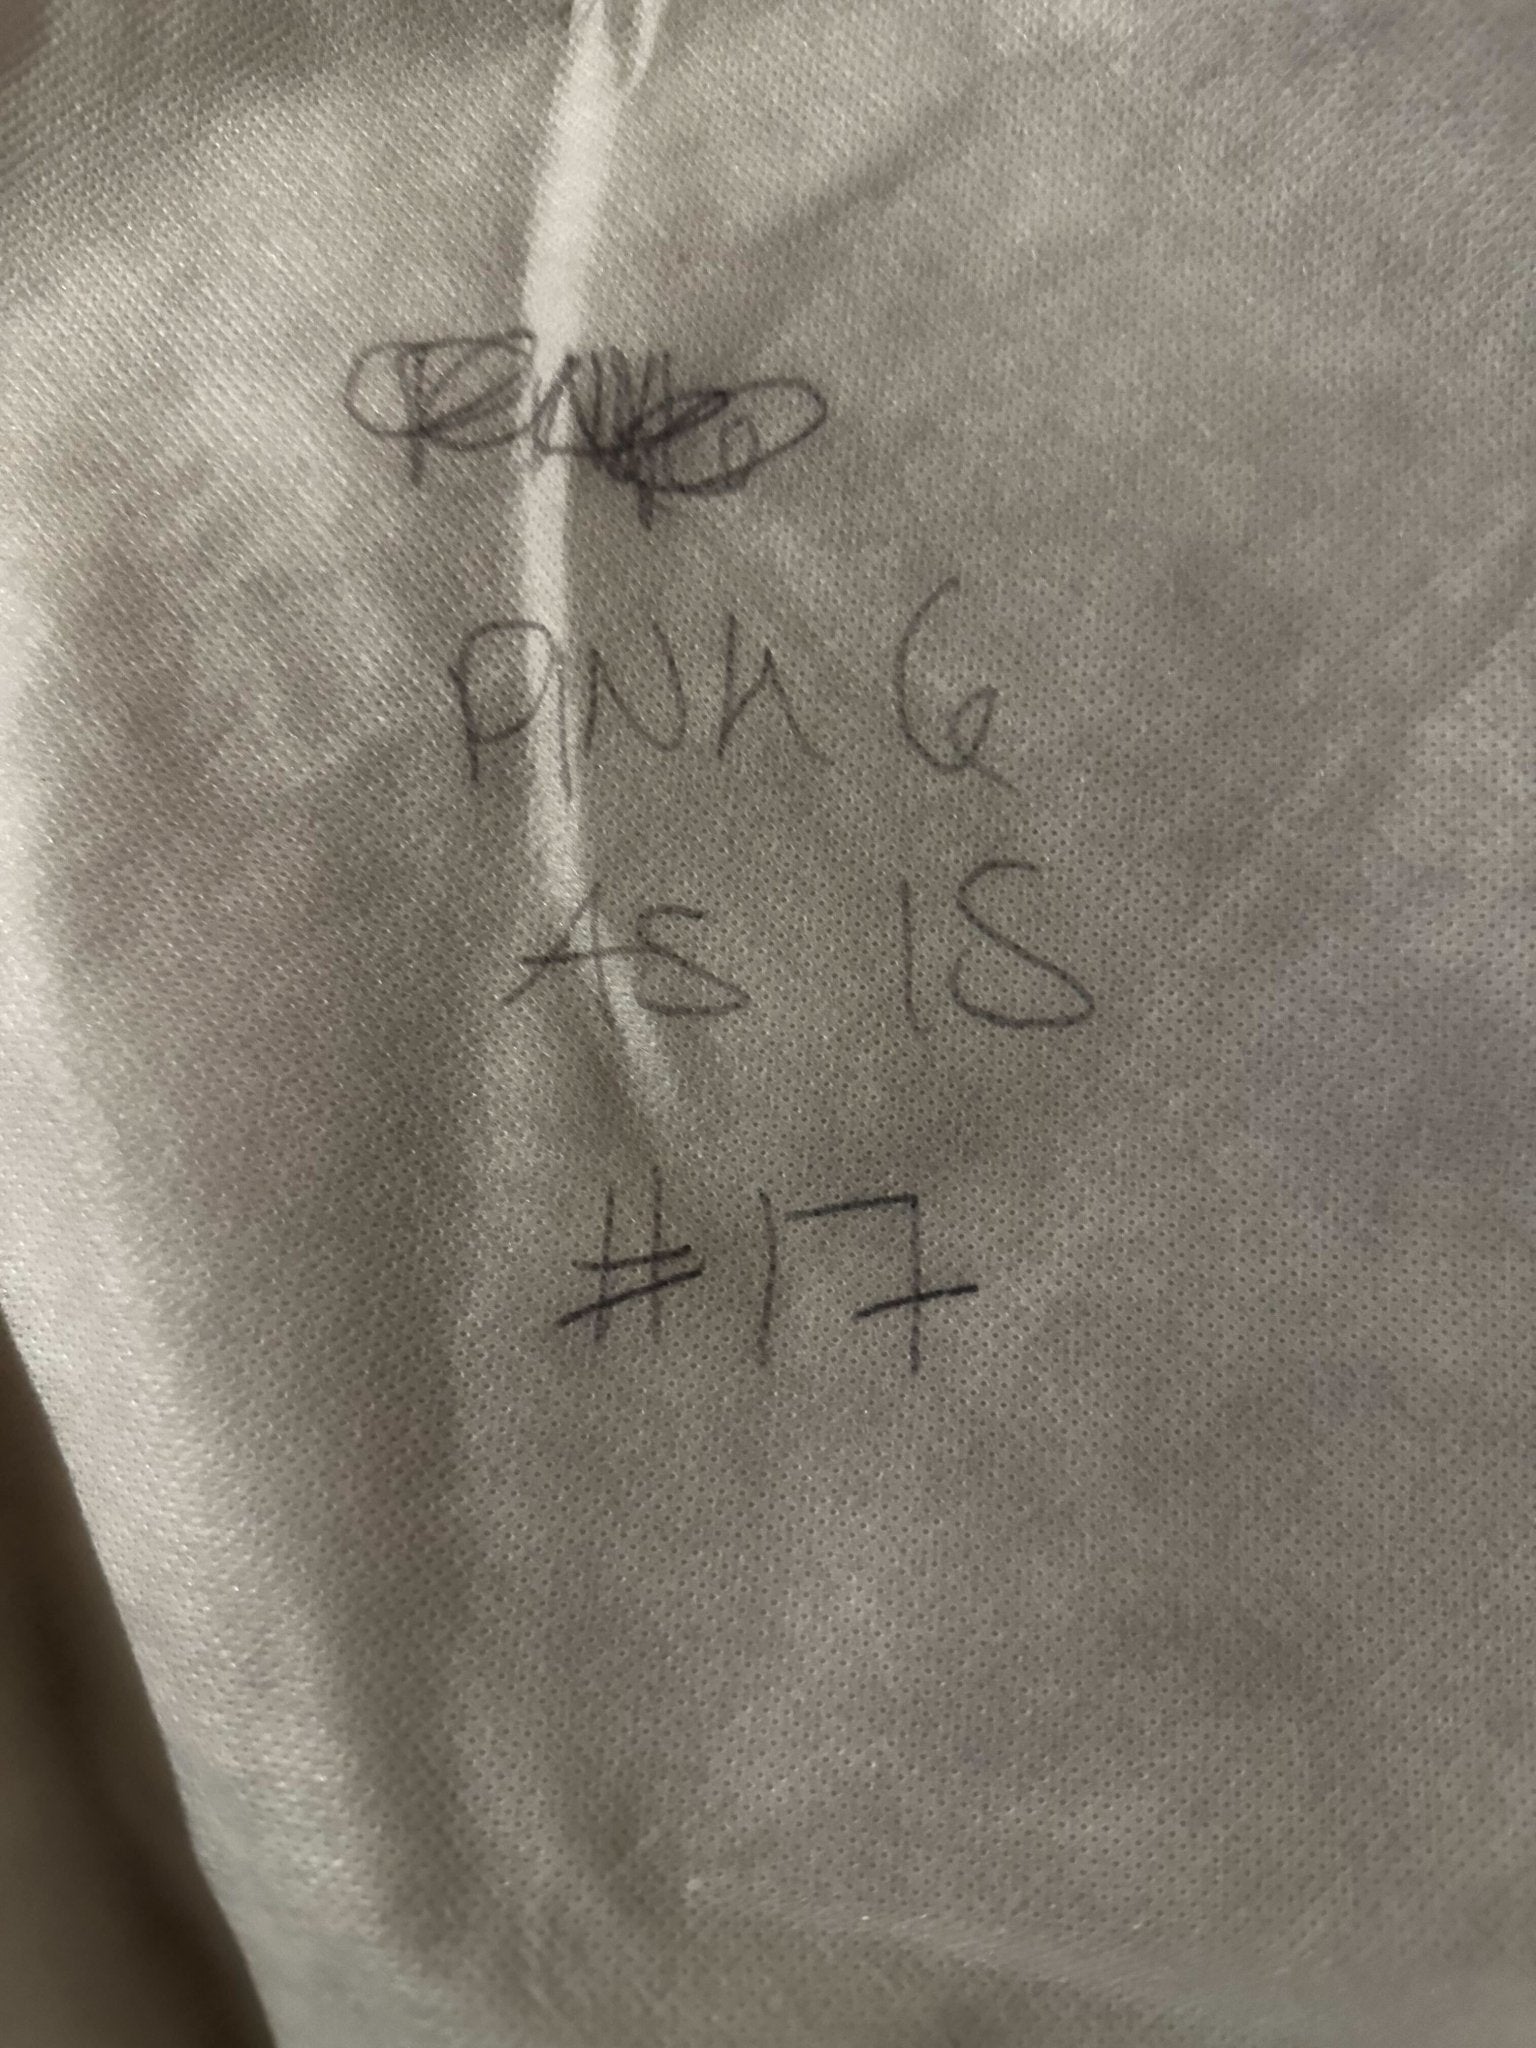 PINK G
AS IS
#17